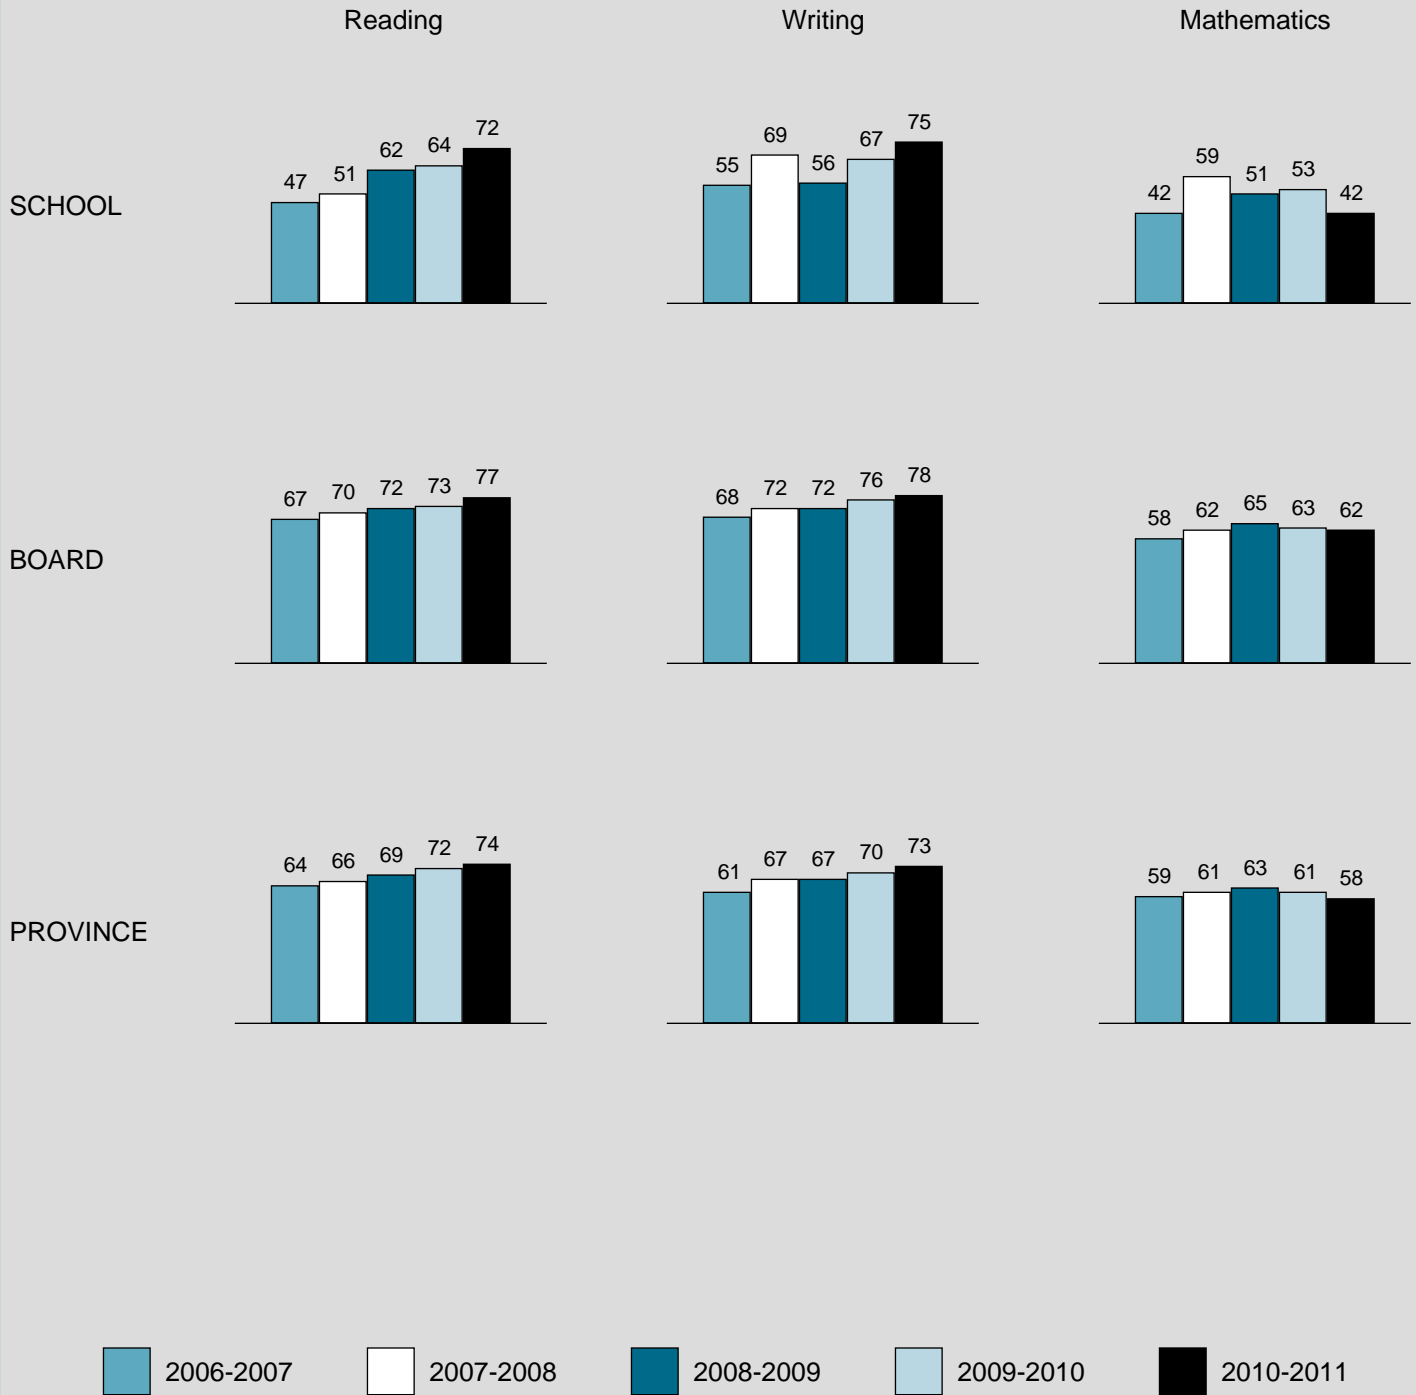 Reading Writing Mathematics
SCHOOL
47 51 62 64 72
55 69 56 67 75
42 59 51 53 42
BOARD
67 70 72 73 77
68 72 72 76 78
58 62 65 63 62
PROVINCE
64 66 69 72 74
61 67 67 70 73
59 61 63 61 58
2006-2007 2007-2008 2008-2009 2009-2010 2010-2011